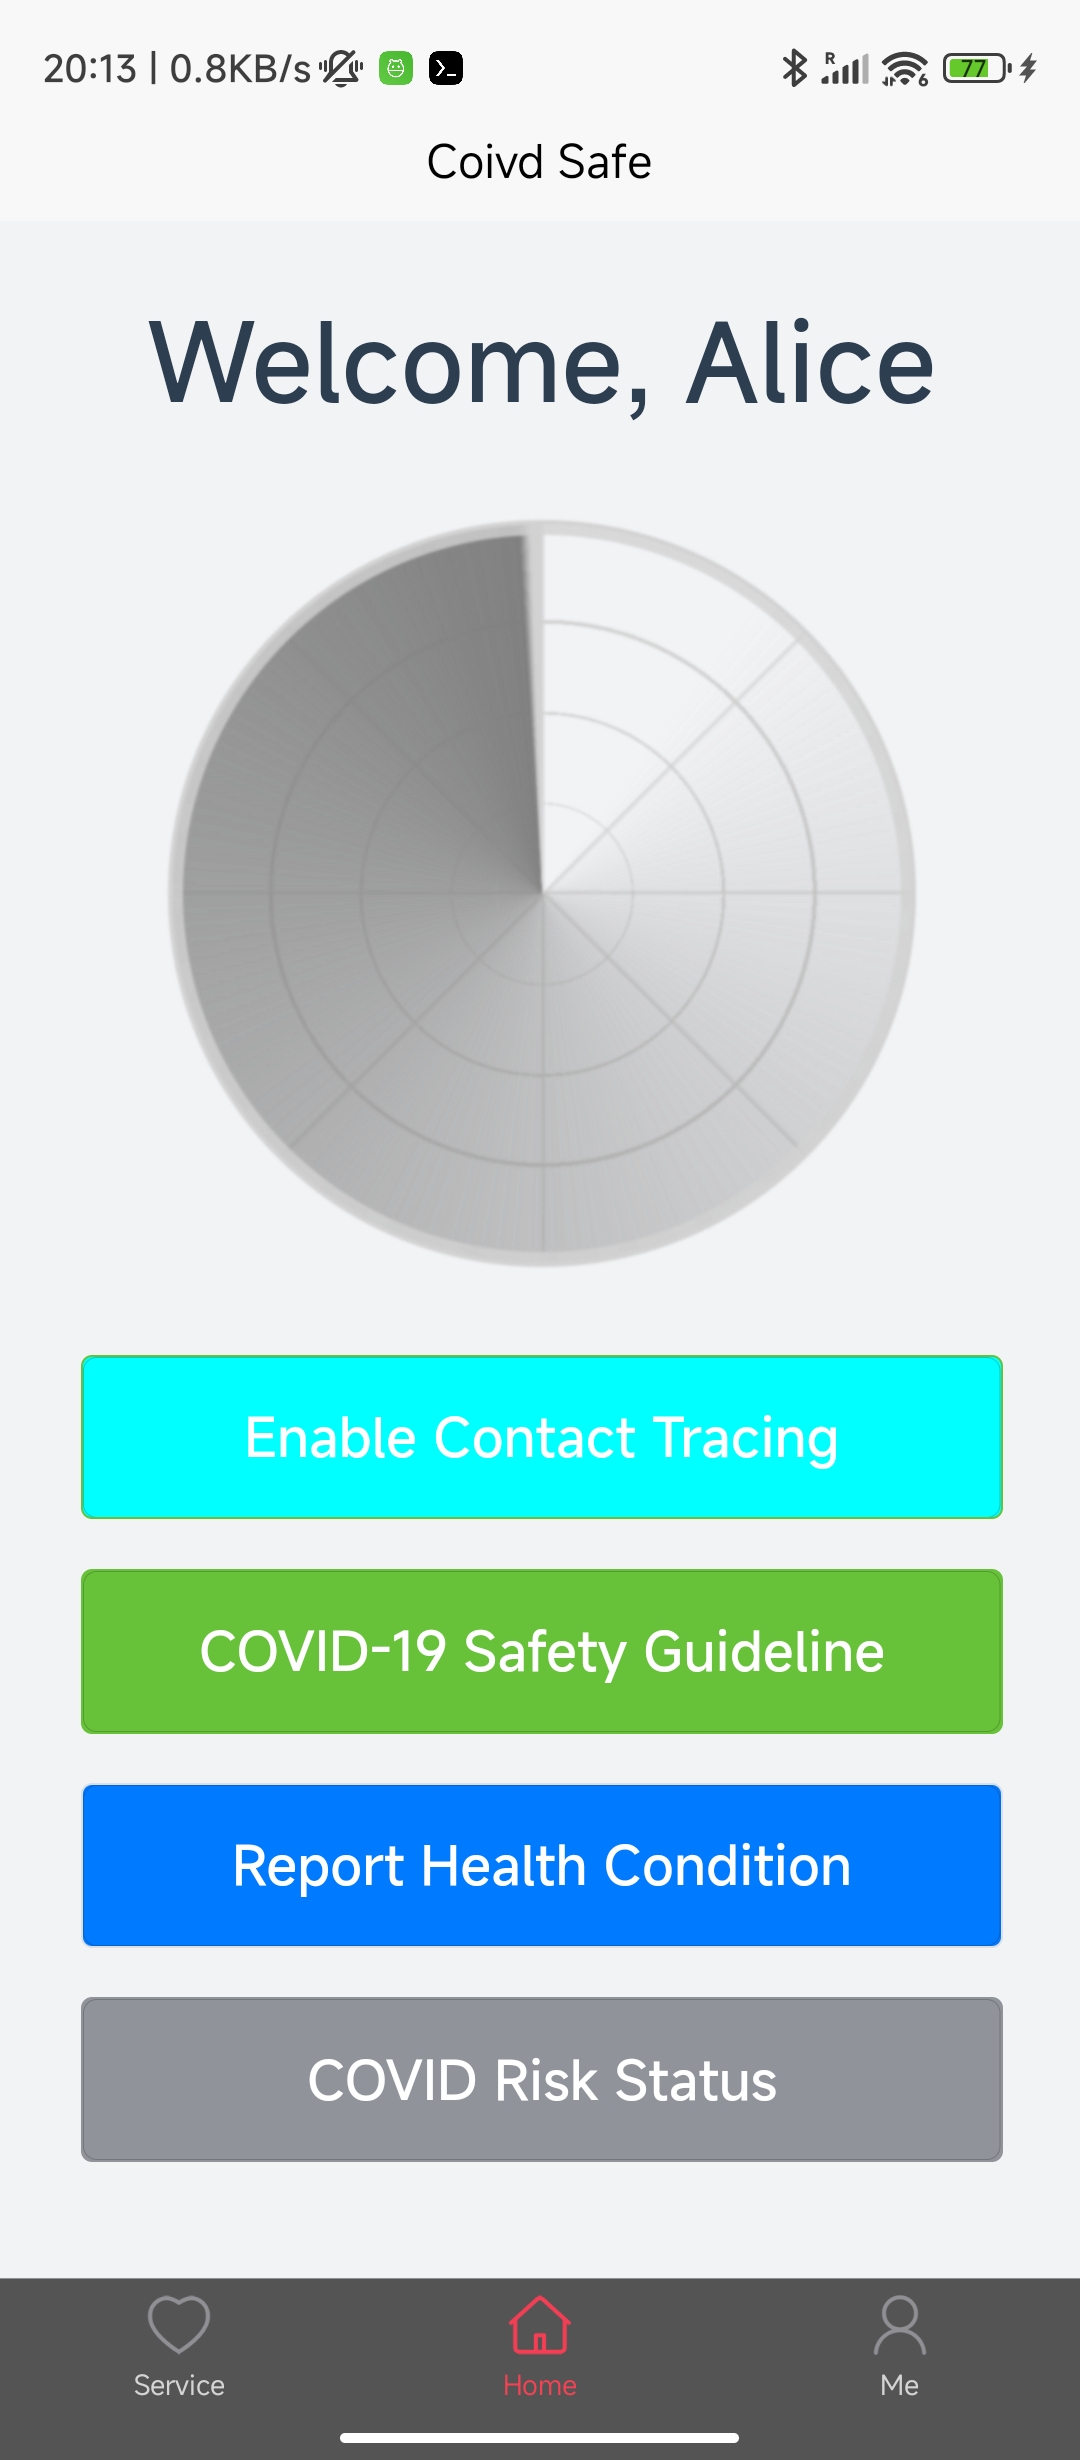 20:13 | 0.8KB/s
R
6
77
Coivd Safe
Welcome, Alice
Enable Contact Tracing
COVID-19 Safety Guideline
Report Health Condition
COVID Risk Status
Service
Home
Me